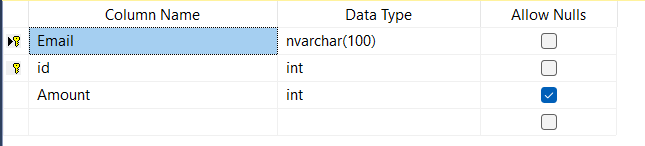 Column Name Data Type Allow Nulls
Email nvarchar(100)
id int
Amount int